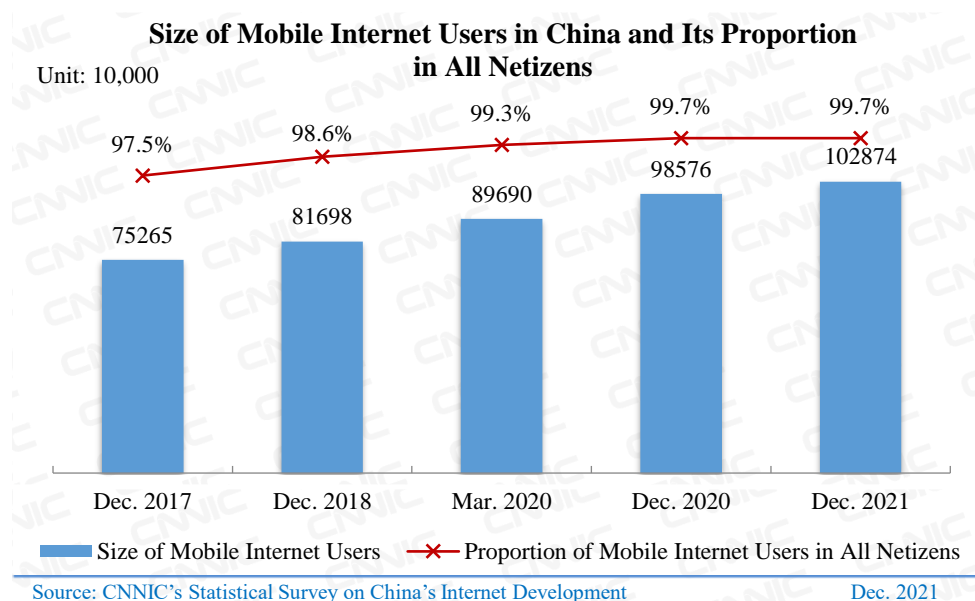 Size of Mobile Internet Users in China and Its Proportion
in All Netizens
Unit: 10,000
97.5%
98.6%
99.3%
99.7%
99.7%
75265
81698
89690
98576
102874
Dec. 2017
Dec. 2018
Mar. 2020
Dec. 2020
Dec. 2021
Size of Mobile Internet Users
Proportion of Mobile Internet Users in All Netizens
Source: CNNIC's Statistical Survey on China's Internet Development
Dec. 2021
CNNIC